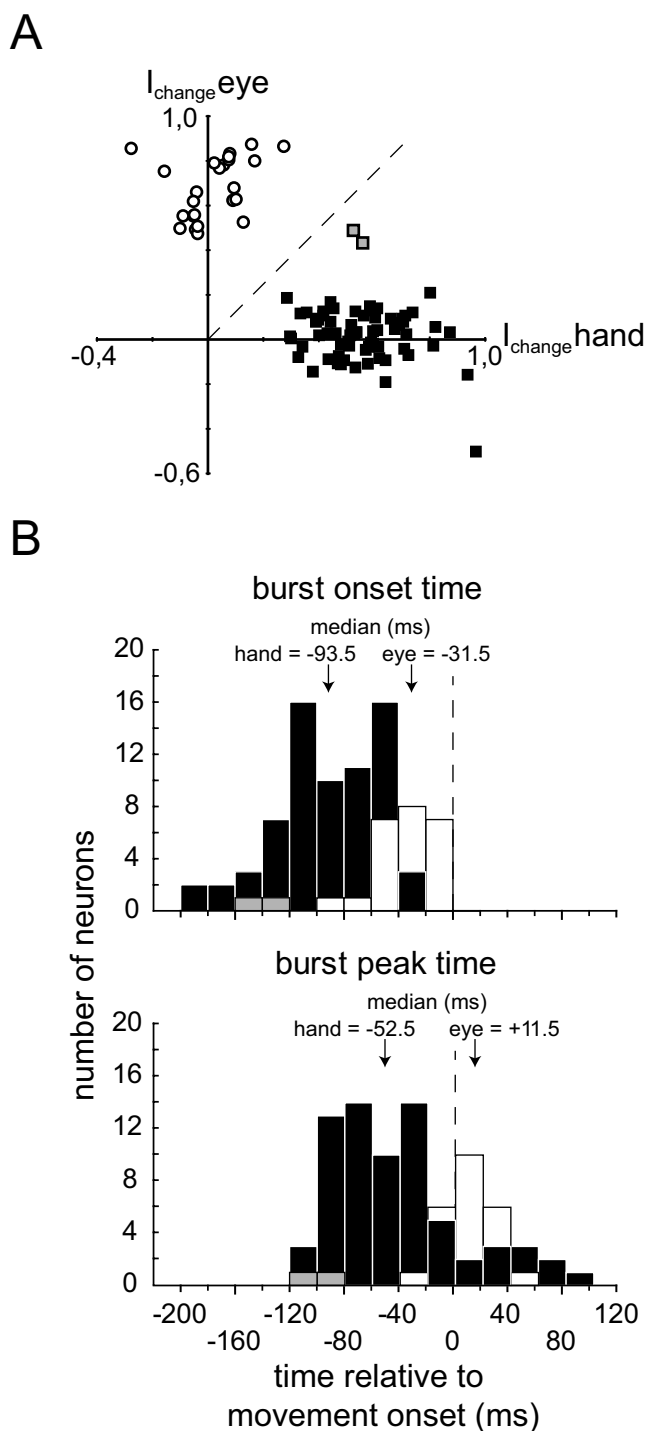 A
Ichange eye
1,0
-0,4
1,0
Ichange hand
-0,6
B
burst onset time
median (ms)
hand = -93.5 eye = -31.5
20
16
12
8
4
0
number of neurons
burst peak time
median (ms)
hand = -52.5 eye = +11.5
20
16
12
8
4
0
-200 -120 -40 40 120
-160 -80 0 80
time relative to
movement onset (ms)